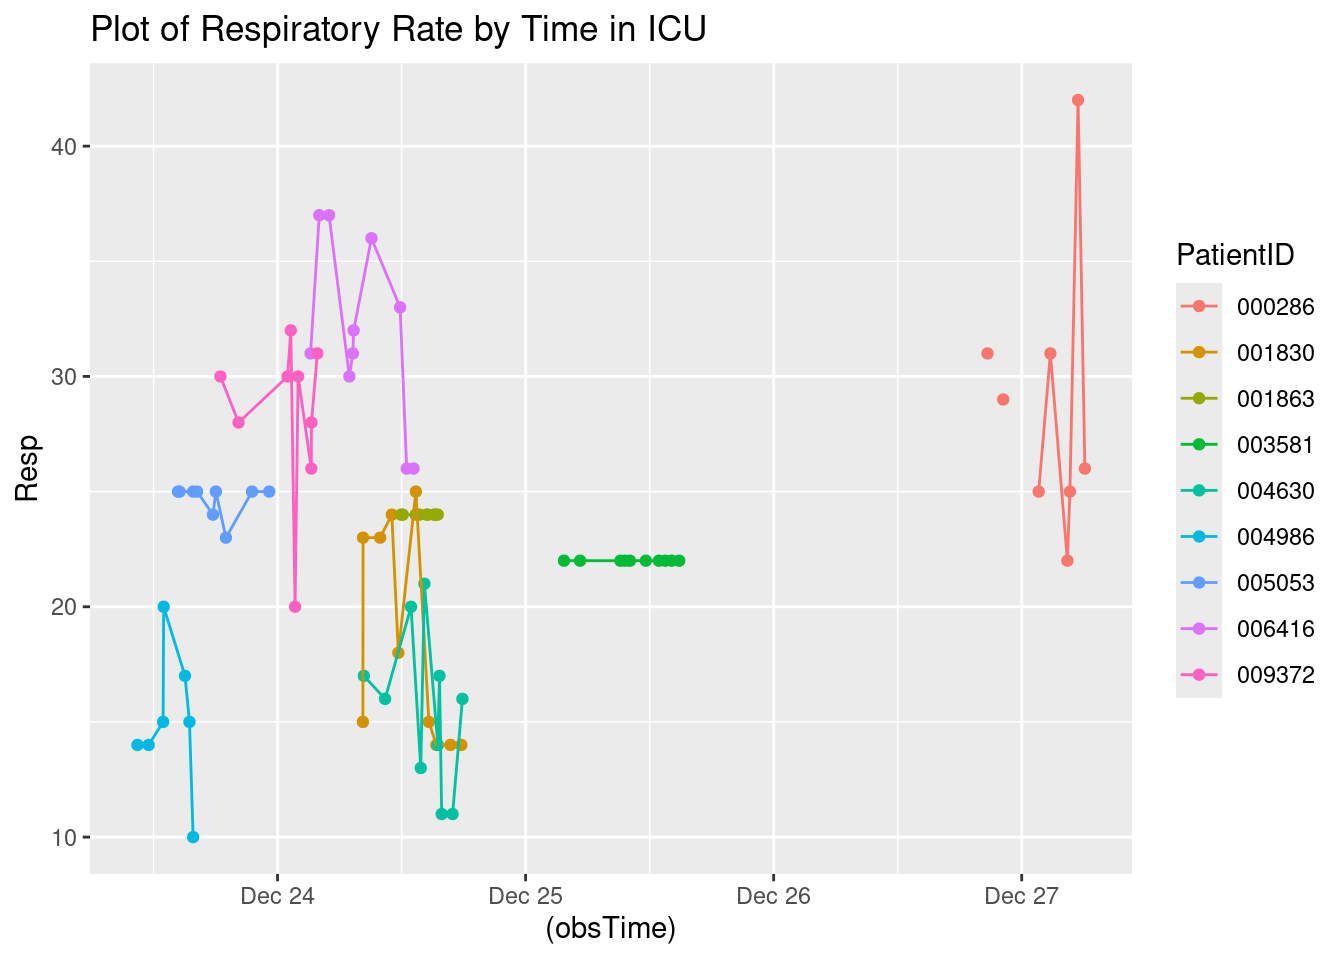 Plot of Respiratory Rate by Time in ICU
Resp
40
30
20
10
Dec 24 Dec 25 Dec 26 Dec 27
(obsTime)
PatientID
000286
001830
001863
003581
004630
004986
005053
006416
009372